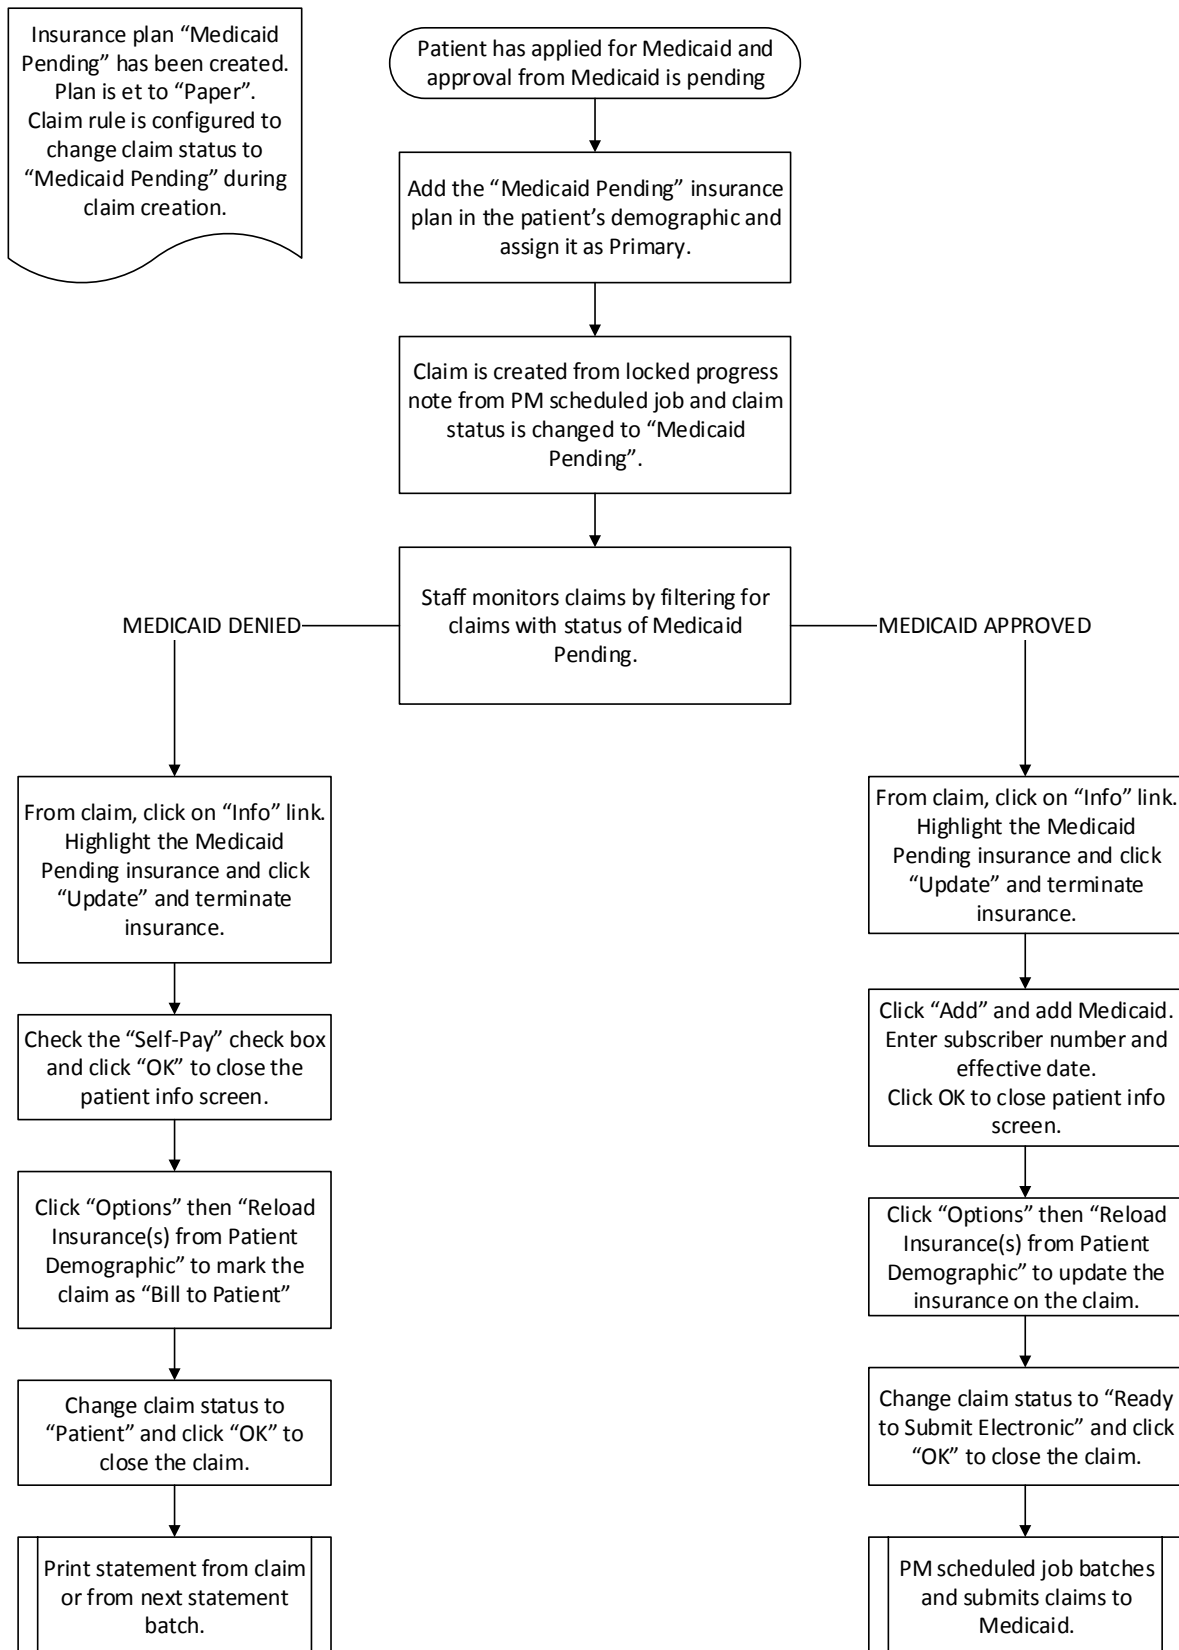 Insurance plan “Medicaid
Pending” has been created.
Plan is et to “Paper”.
Claim rule is configured to
change claim status to
“Medicaid Pending” during
claim creation.
Patient has applied for Medicaid and
approval from Medicaid is pending
Add the “Medicaid Pending” insurance
plan in the patient’s demographic and
assign it as Primary.
Claim is created from locked progress
note from PM scheduled job and claim
status is changed to “Medicaid
Pending”.
Staff monitors claims by filtering for
claims with status of Medicaid
Pending.
MEDICAID DENIED
MEDICAID APPROVED
From claim, click on “Info” link.
Highlight the Medicaid
Pending insurance and click
“Update” and terminate
insurance.
Check the “Self-Pay” check box
and click “OK” to close the
patient info screen.
Click “Options” then “Reload
Insurance(s) from Patient
Demographic” to mark the
claim as “Bill to Patient”
Change claim status to
“Patient” and click “OK” to
close the claim.
Print statement from claim
or from next statement
batch.
From claim, click on “Info” link.
Highlight the Medicaid
Pending insurance and click
“Update” and terminate
insurance.
Click “Add” and add Medicaid.
Enter subscriber number and
effective date.
Click OK to close patient info
screen.
Click “Options” then “Reload
Insurance(s) from Patient
Demographic” to update the
insurance on the claim.
Change claim status to “Ready
to Submit Electronic” and click
“OK” to close the claim.
PM scheduled job batches
and submits claims to
Medicaid.